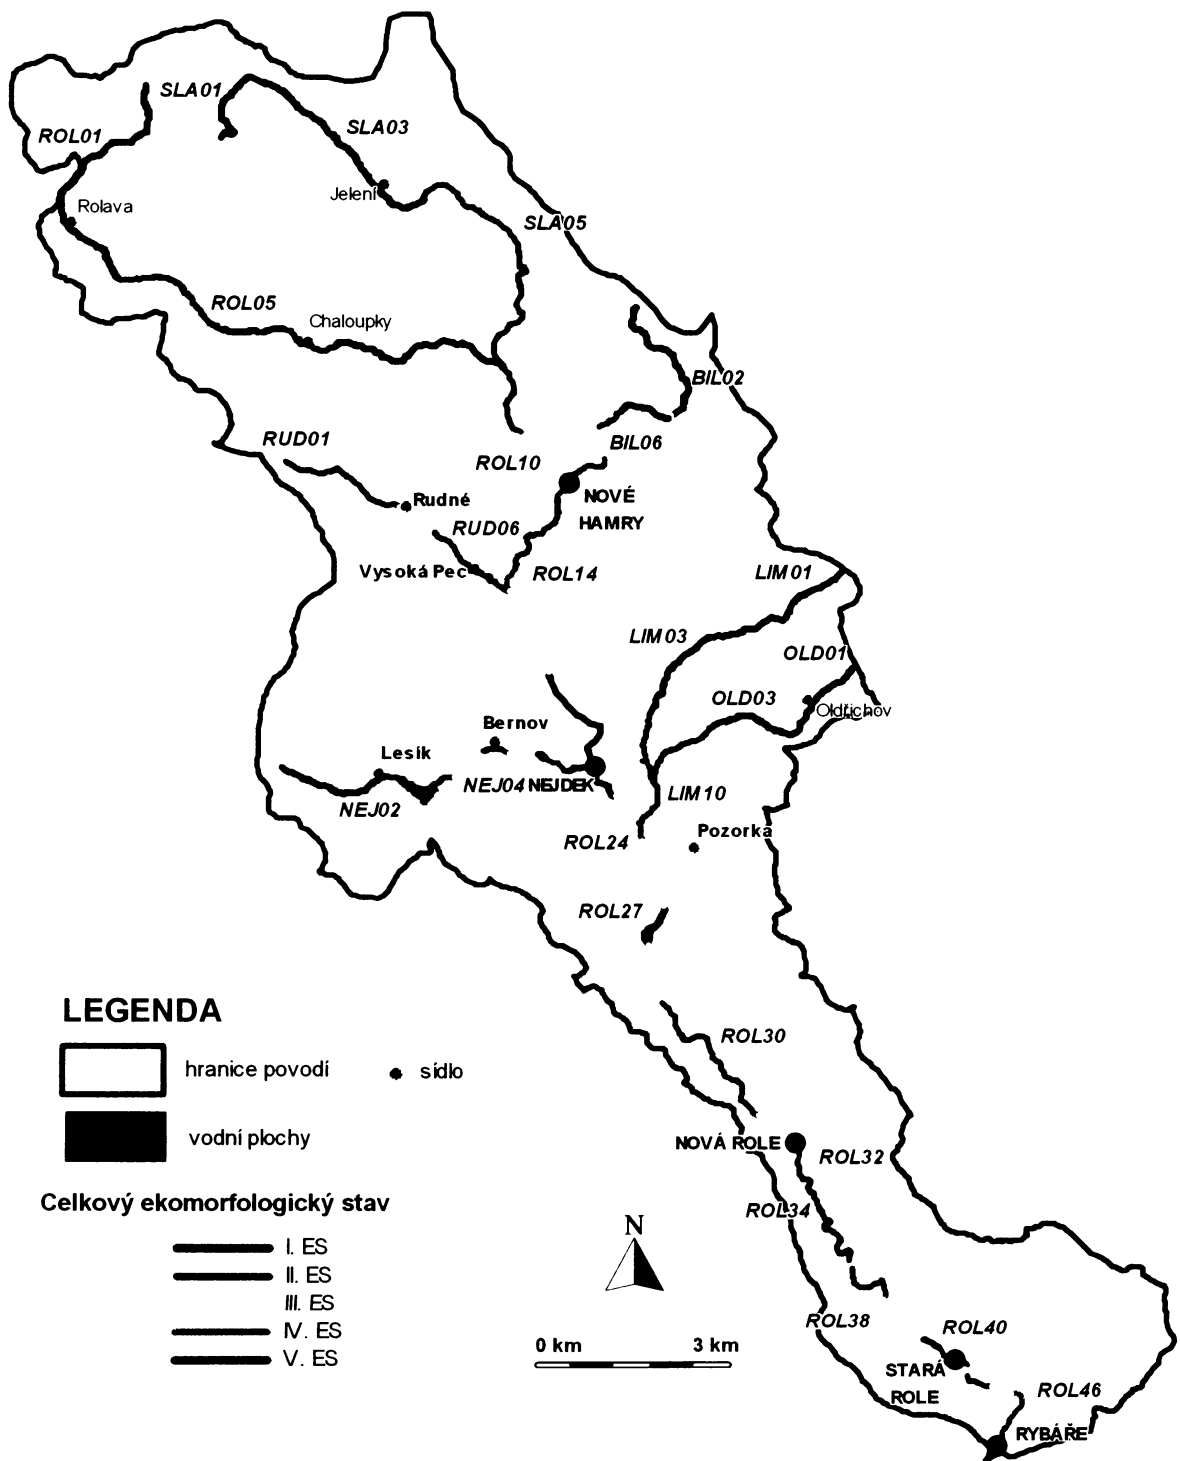 SLA01
SLA03
ROL01
Jelení
Rolava
SLA05
ROL05
Chaloupky
BIL02
RUD01
BIL06
ROL10
Rudné
NOVÉ
HAMRY
RUD06
Vysoká Pec
ROL14
LIM01
LIM03
OLD01
OLD03
Oldřichov
Bernov
Lesík
NEJ04
NEJDEK
NEJ02
LIM10
Pozorka
ROL24
ROL27
LEGENDA
hranice povodí
sídlo
vodní plochy
ROL30
NOVÁ ROLE
ROL32
Celkový ekomorfologický stav
ROL34
I. ES
II. ES
III. ES
IV. ES
V. ES
N
0 km
3 km
ROL38
ROL40
STARÁ
ROLE
ROL46
RYBÁŘE